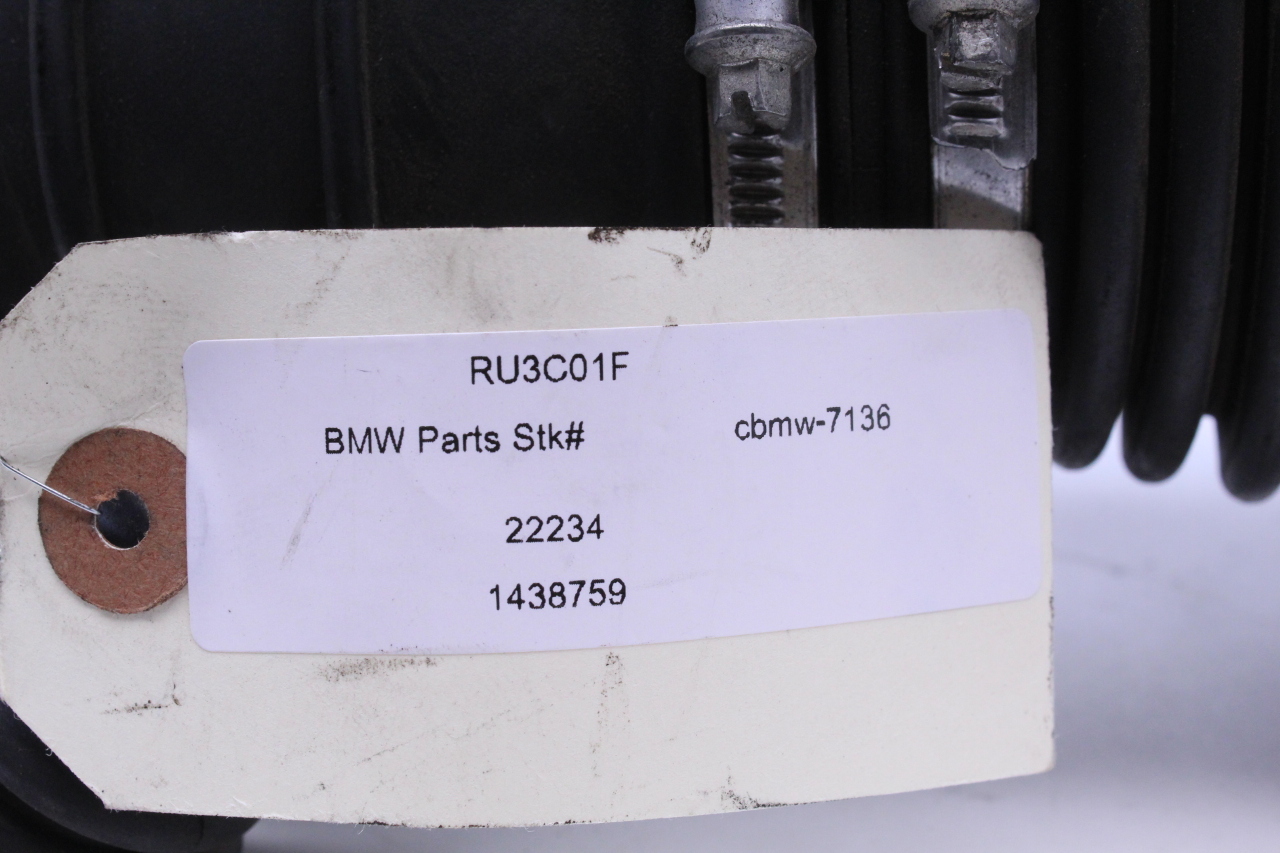 RU3C01F
BMW Parts Stk# cbmw-7136
22234
1438759